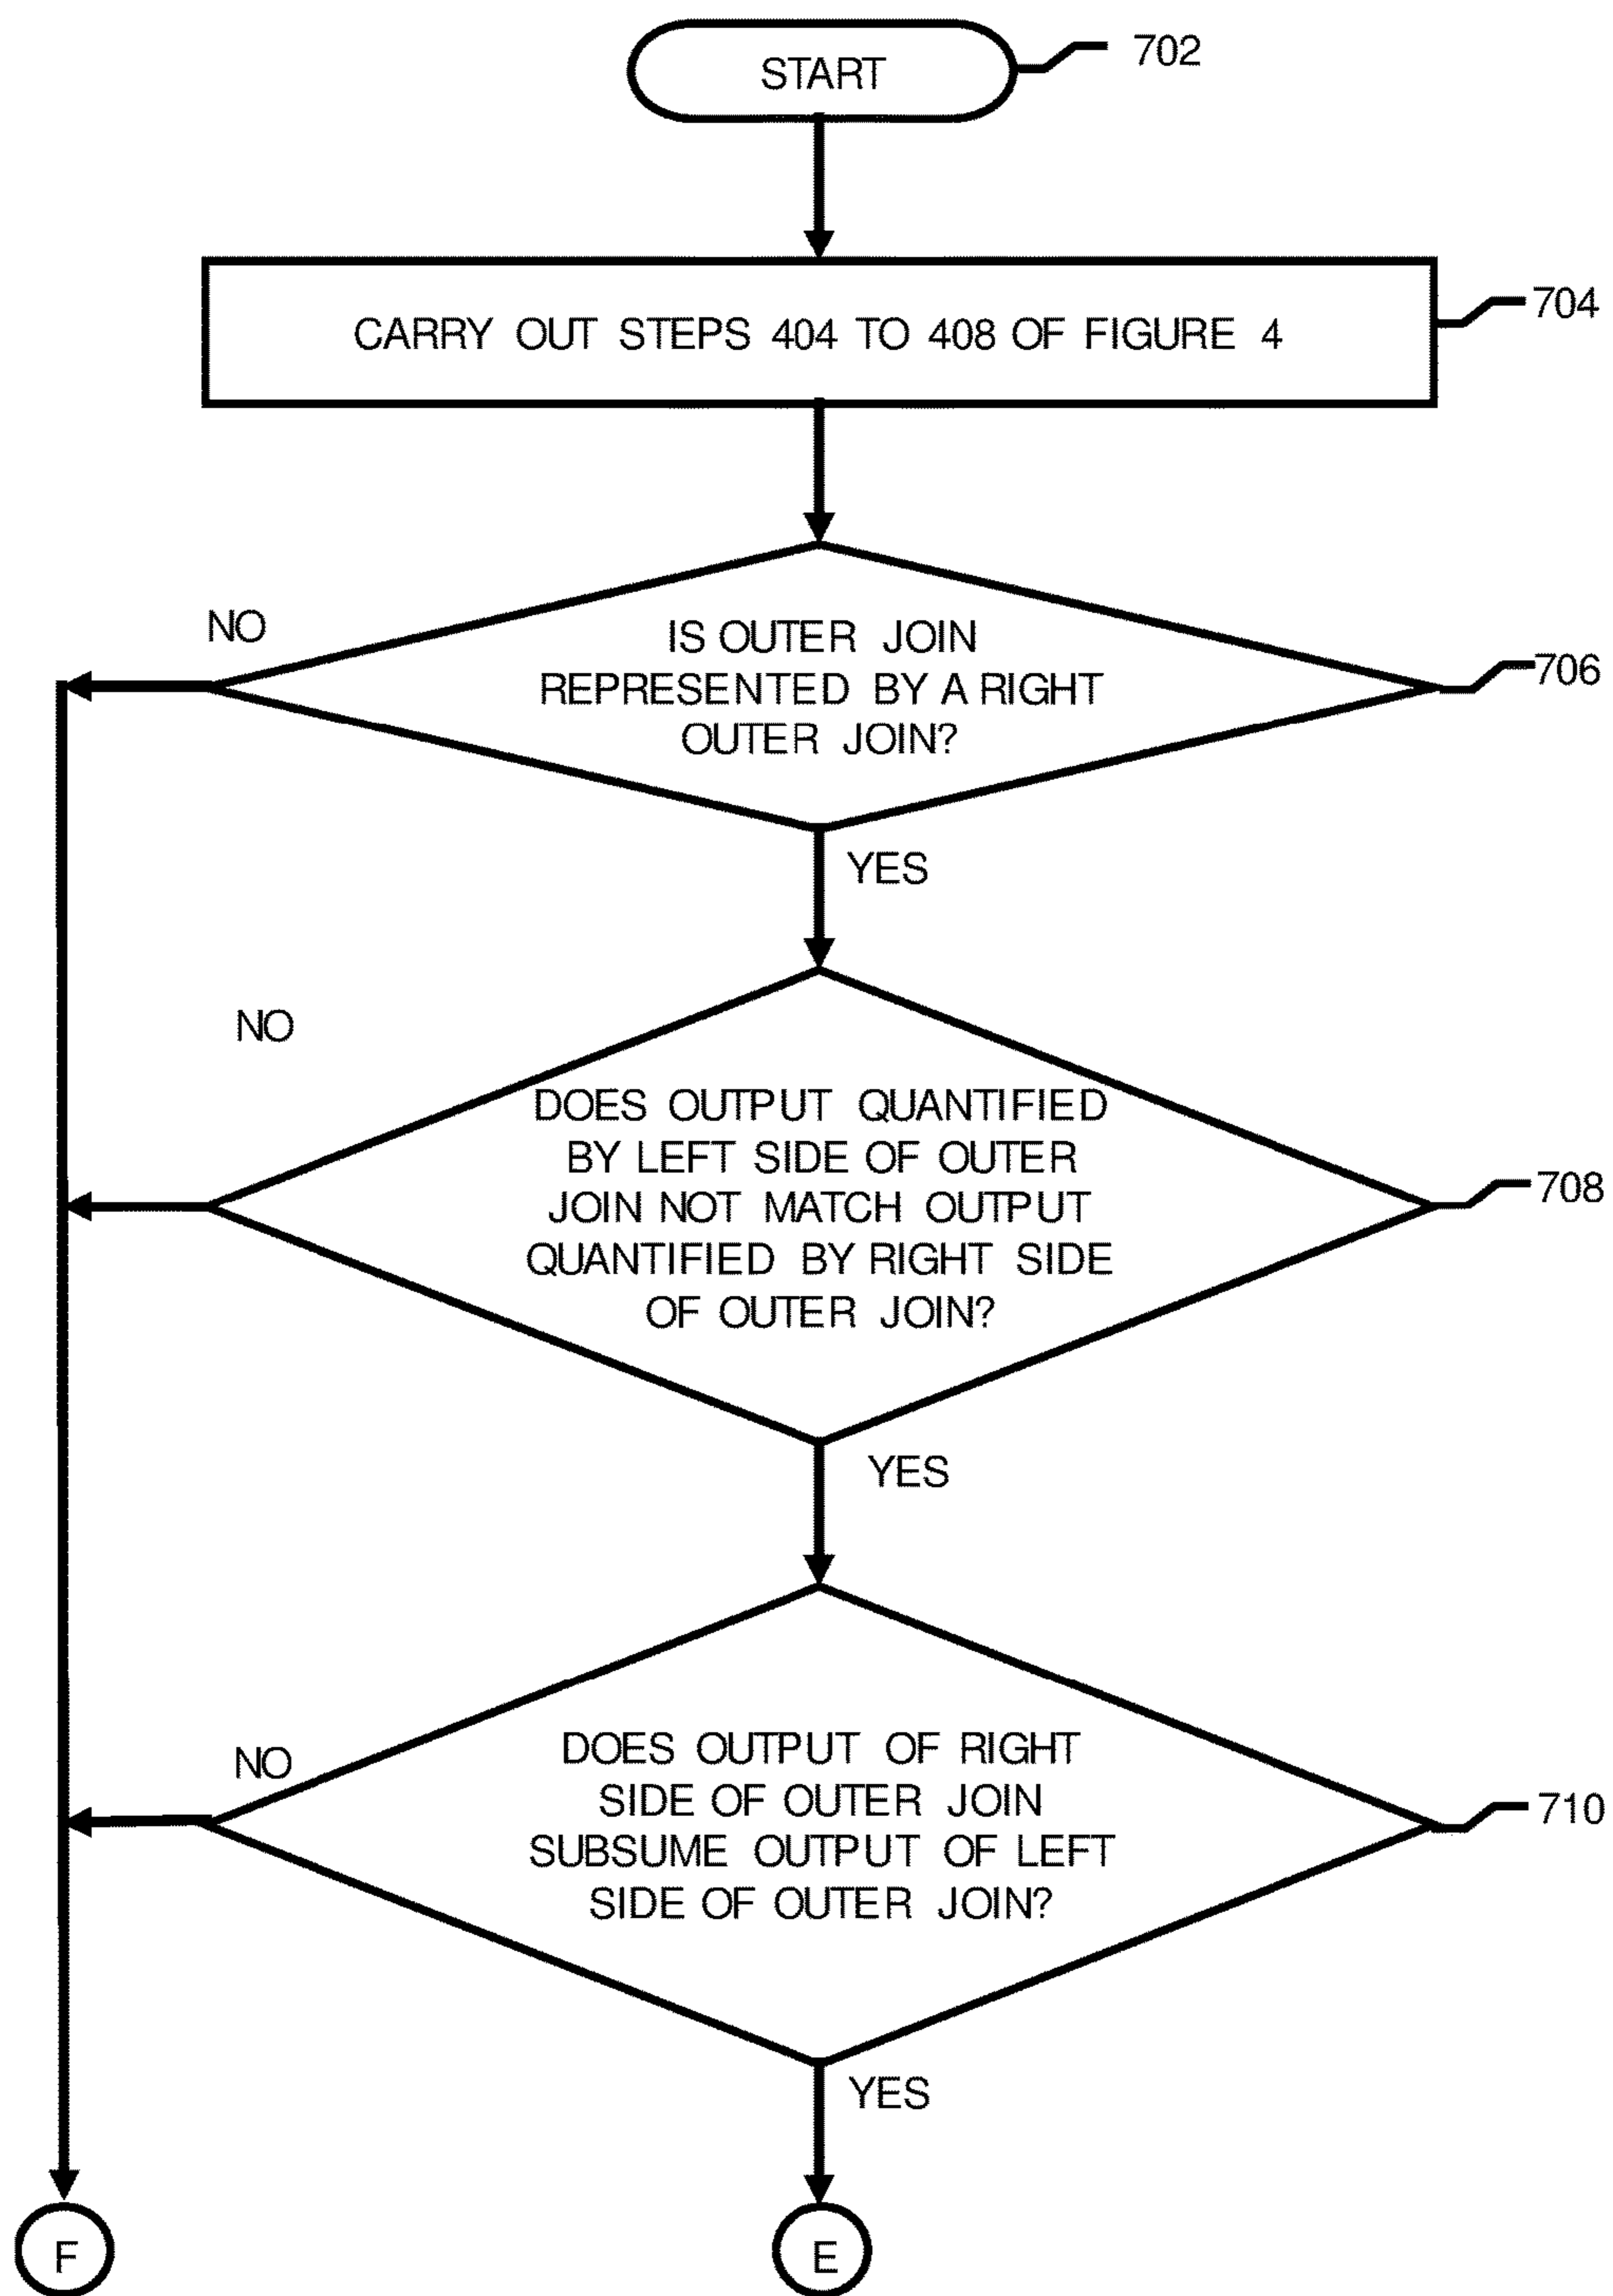 START
702
CARRY OUT STEPS 404 TO 408 OF FIGURE 4
704
NO
IS OUTER JOIN
REPRESENTED BY A RIGHT
OUTER JOIN?
706
YES
NO
DOES OUTPUT QUANTIFIED
BY LEFT SIDE OF OUTER
JOIN NOT MATCH OUTPUT
QUANTIFIED BY RIGHT SIDE
OF OUTER JOIN?
708
YES
NO
DOES OUTPUT OF RIGHT
SIDE OF OUTER JOIN
SUBSUME OUTPUT OF LEFT
SIDE OF OUTER JOIN?
710
YES
F
E